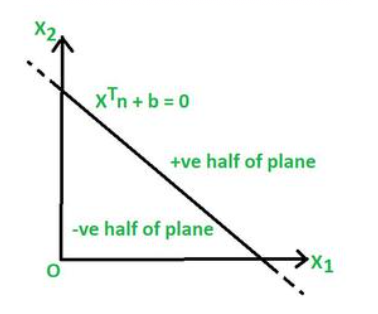 X₂
Xᵀn + b = 0
+ve half of plane
-ve half of plane
O
X₁